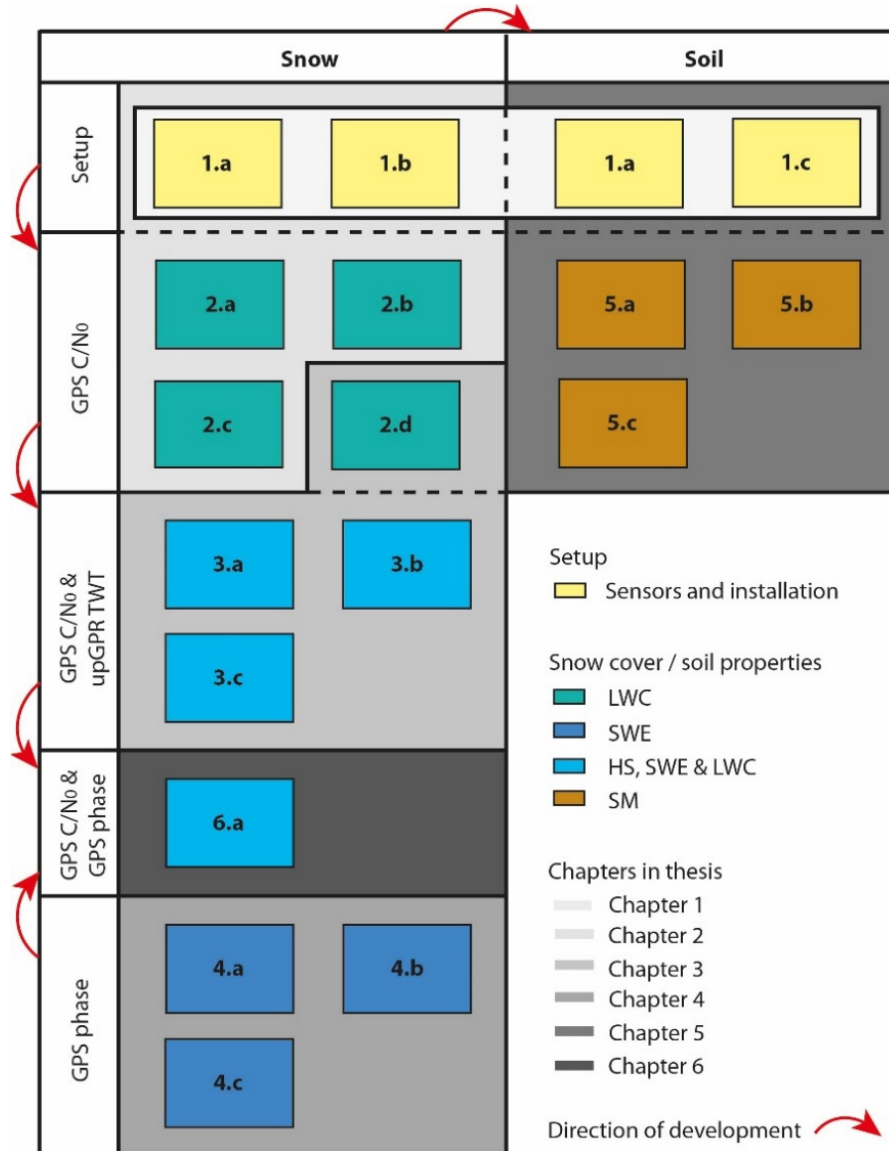 Snow Soil
Setup
1.a 1.b 1.a 1.c
GPS C/N₀
2.a 2.b 5.a 5.b
2.c 2.d 5.c
GPS C/N₀ &
upGPR TWT
3.a 3.b
3.c
GPS C/N₀ &
GPS phase
6.a
GPS phase
4.a 4.b
4.c
Setup
Sensors and installation
Snow cover / soil properties
LWC
SWE
HS, SWE & LWC
SM
Chapters in thesis
Chapter 1
Chapter 2
Chapter 3
Chapter 4
Chapter 5
Chapter 6
Direction of development